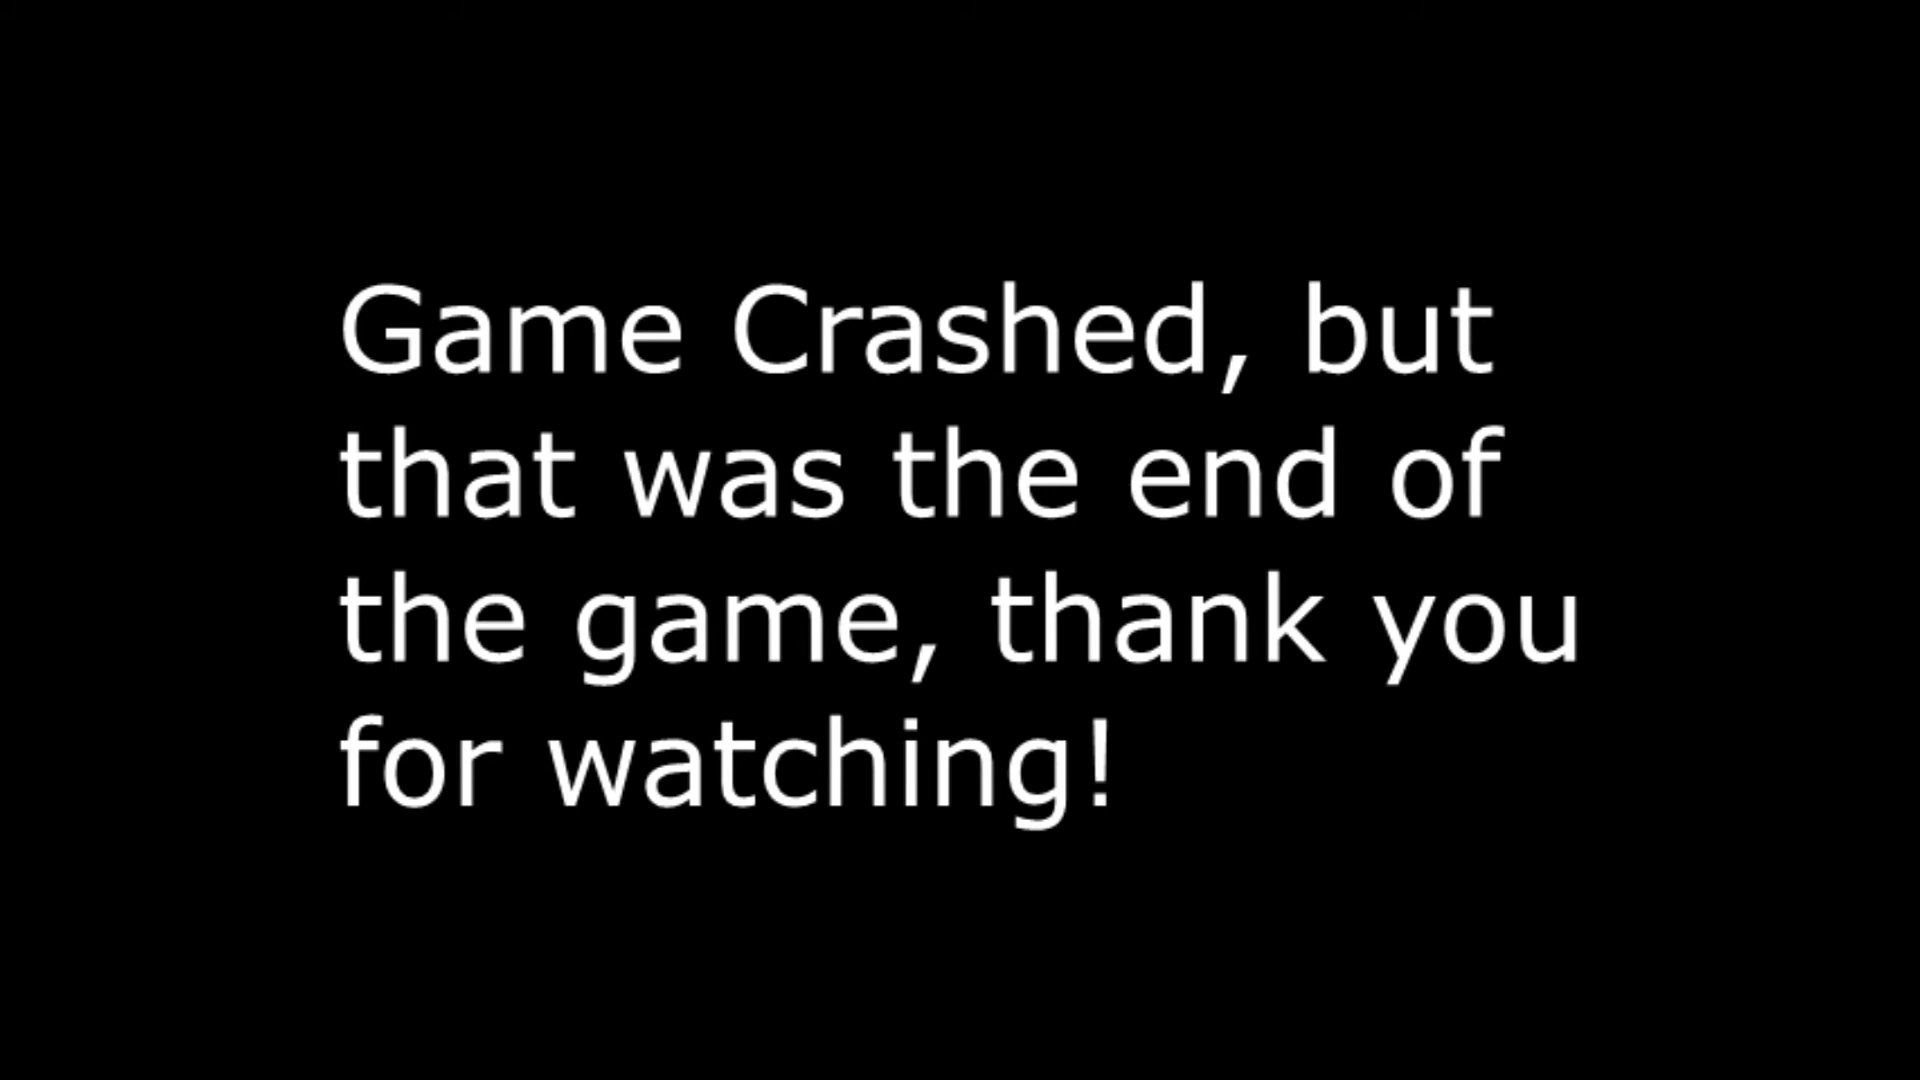 Game Crashed, but
that was the end of
the game, thank you
for watching!